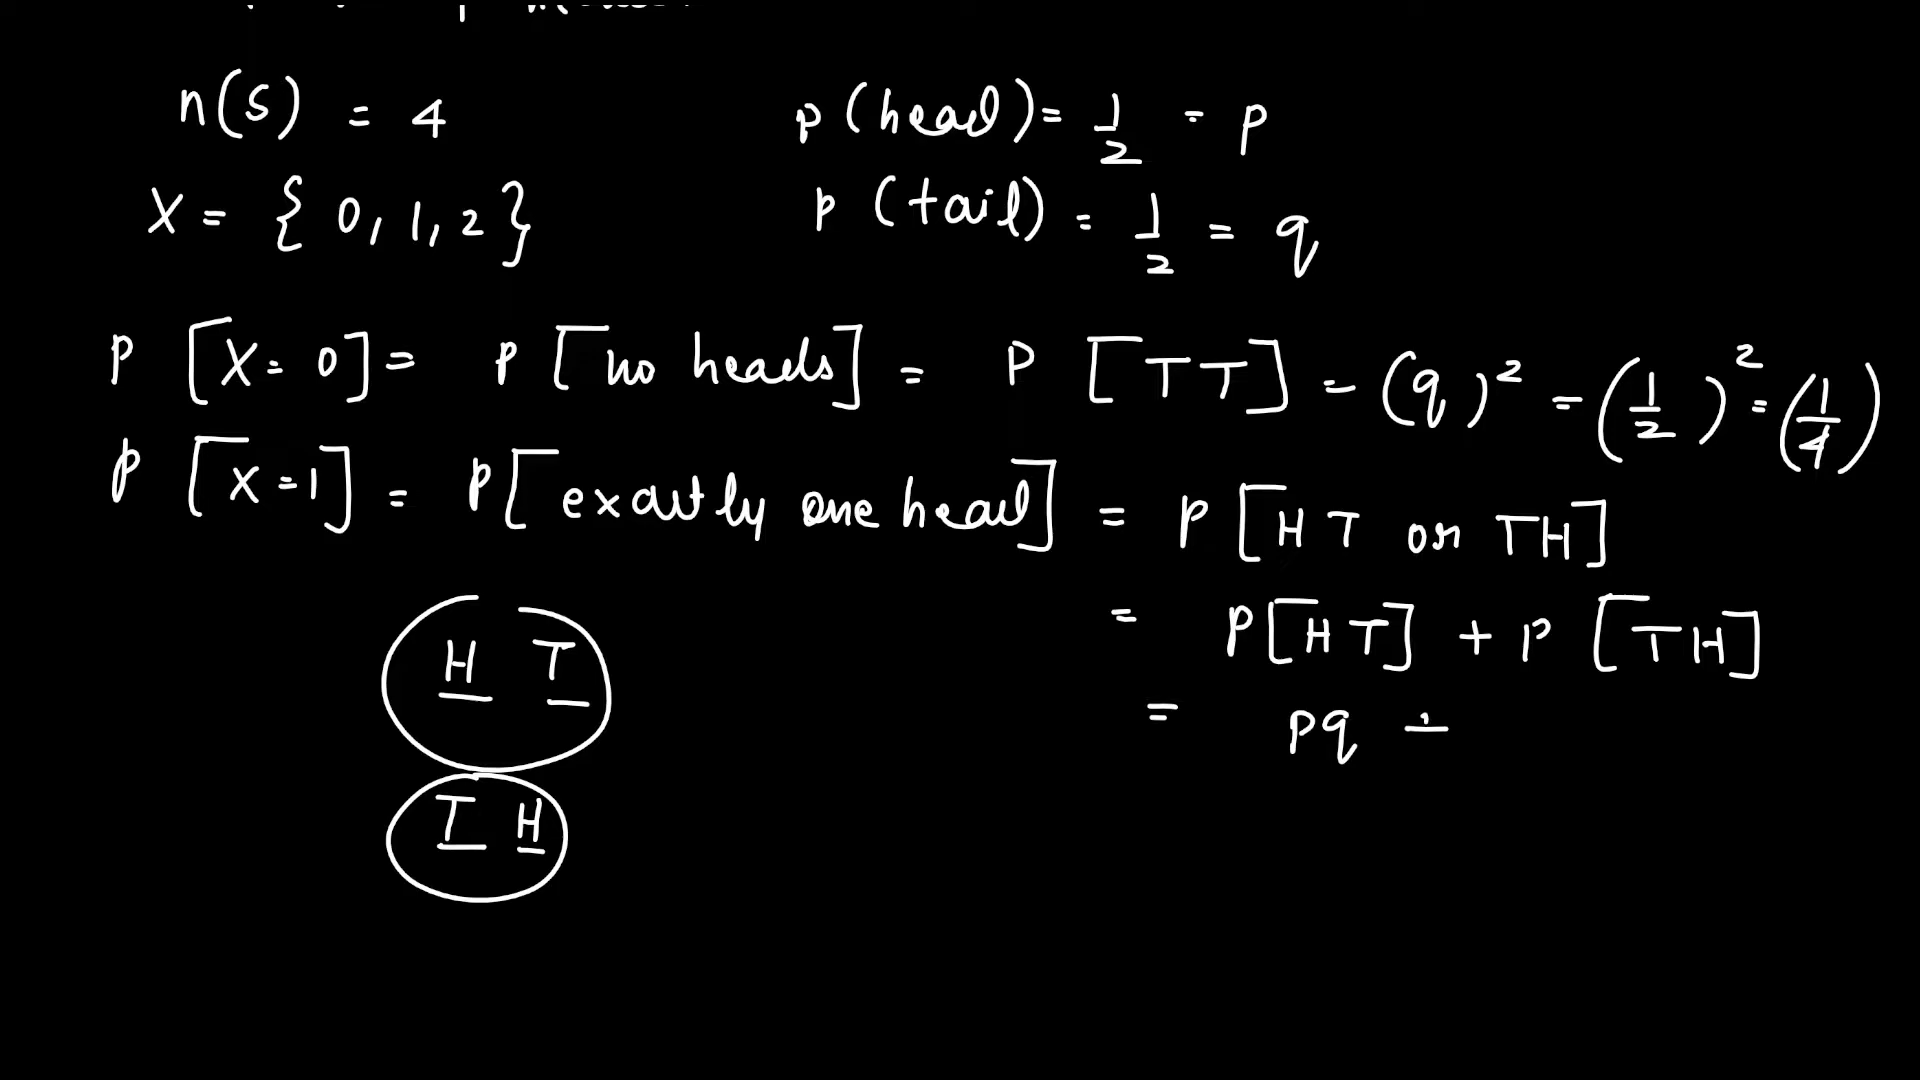 n(S) = 4
X = { 0, 1, 2 }
p (head) = 1/2 = p
p (tail) = 1/2 = q
P [X = 0] = P [no heads] = P [TT] = (q)² = (1/2)² = (1/4)
P [X = 1] = P [exactly one head] = P [HT or TH]
= P[HT] + P [TH]
= pq
H T
T H